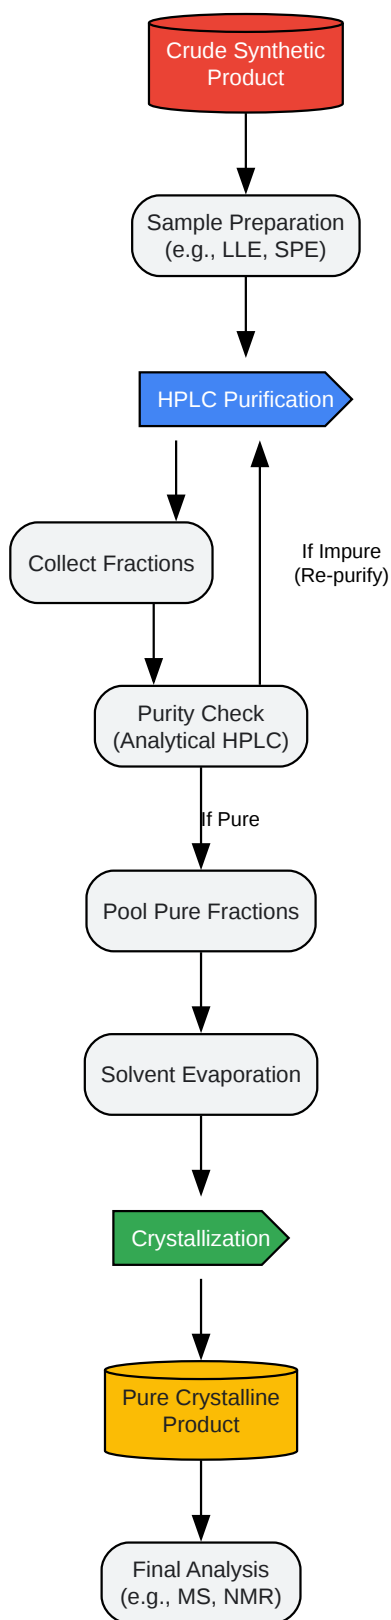 Crude Synthetic
Product
Sample Preparation
(e.g., LLE, SPE)
HPLC Purification
Collect Fractions
If Impure
(Re-purify)
Purity Check
(Analytical HPLC)
If Pure
Pool Pure Fractions
Solvent Evaporation
Crystallization
Pure Crystalline
Product
Final Analysis
(e.g., MS, NMR)